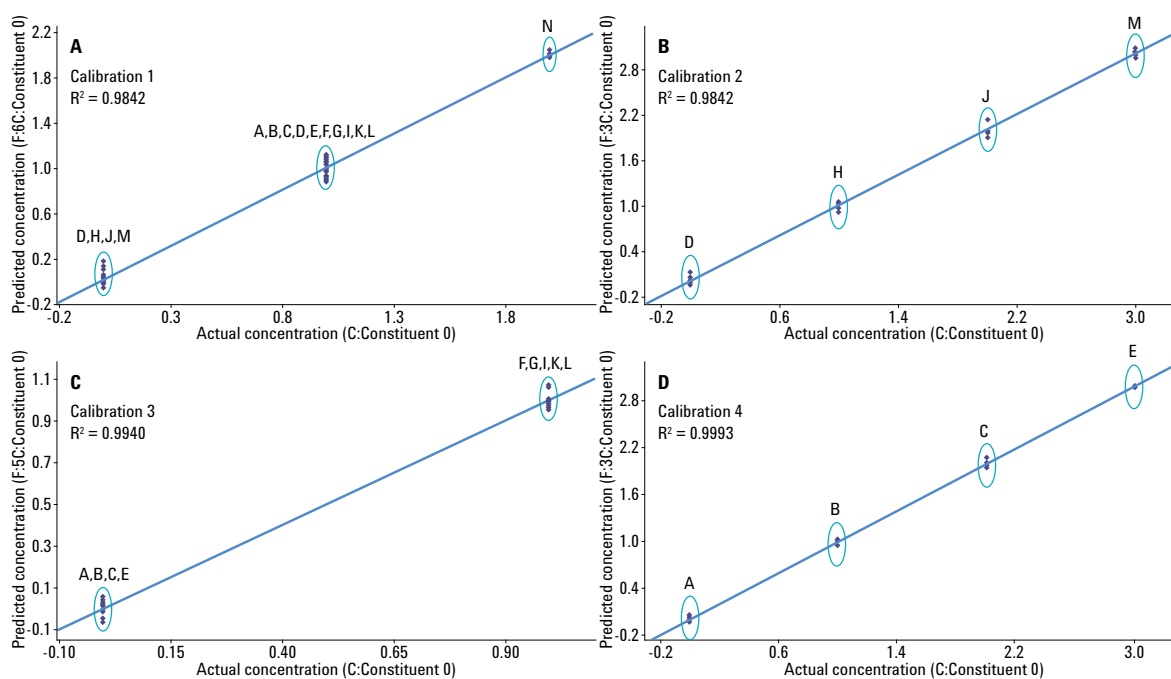 A
Calibration 1
R² = 0.9842
Predicted concentration (F:6C:Constituent 0)
2.2
1.8
1.4
1.0
0.6
0.2
-0.2
N
A,B,C,D,E,F,G,I,K,L
D,H,J,M
-0.2 0.3 0.8 1.3 1.8
Actual concentration (C:Constituent 0)
B
Calibration 2
R² = 0.9842
Predicted concentration (F:3C:Constituent 0)
2.8
2.2
1.6
1.0
0.4
-0.2
M
J
H
D
-0.2 0.6 1.4 2.2 3.0
Actual concentration (C:Constituent 0)
C
Calibration 3
R² = 0.9940
Predicted concentration (F:5C:Constituent 0)
1.1
0.9
0.7
0.5
0.3
0.1
-0.1
F,G,I,K,L
A,B,C,E
-0.10 0.15 0.40 0.65 0.90
Actual concentration (C:Constituent 0)
D
Calibration 4
R² = 0.9993
Predicted concentration (F:3C:Constituent 0)
2.8
2.2
1.6
1.0
0.4
-0.2
E
C
B
A
-0.2 0.6 1.4 2.2 3.0
Actual concentration (C:Constituent 0)